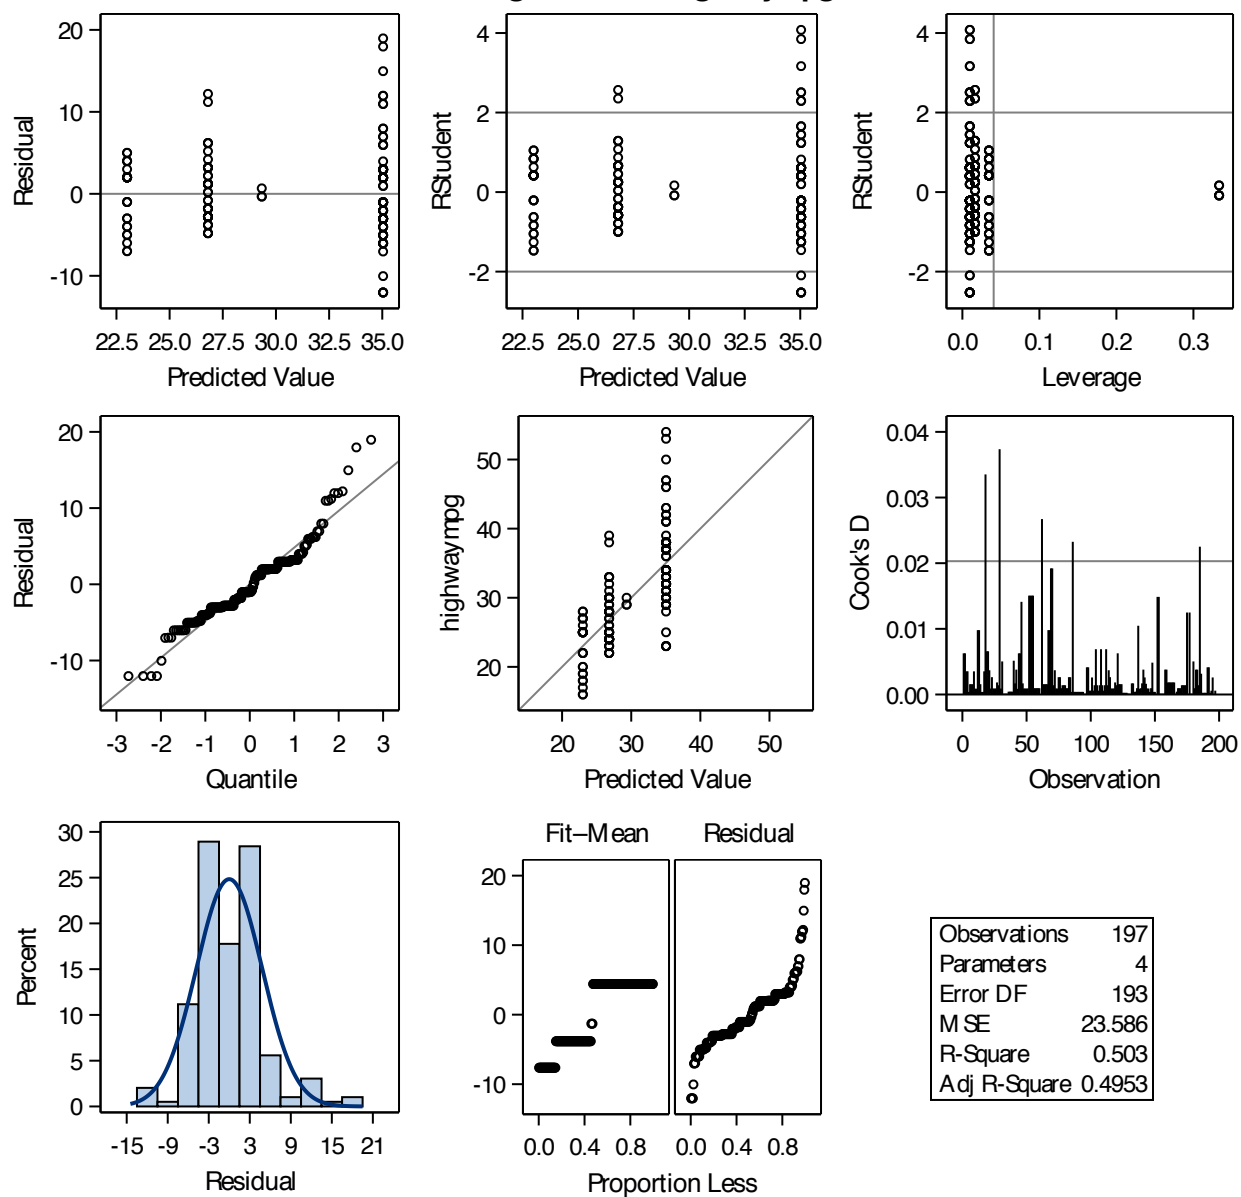 20
10
0
-10
Residual
22.5 25.0 27.5 30.0 32.5 35.0
Predicted Value
4
2
0
-2
RStudent
22.5 25.0 27.5 30.0 32.5 35.0
Predicted Value
4
2
0
-2
RStudent
0.0 0.1 0.2 0.3
Leverage
20
10
0
-10
Residual
-3 -2 -1 0 1 2 3
Quantile
50
40
30
20
highwaympg
20 30 40 50
Predicted Value
0.04
0.03
0.02
0.01
0.00
Cook's D
0 50 100 150 200
Observation
30
25
20
15
10
5
0
Percent
-15 -9 -3 3 9 15 21
Residual
Fit–Mean Residual
20
10
0
-10
0.0 0.4 0.8 0.0 0.4 0.8
Proportion Less
Observations 197
Parameters 4
Error DF 193
MSE 23.586
R-Square 0.503
Adj R-Square 0.4953